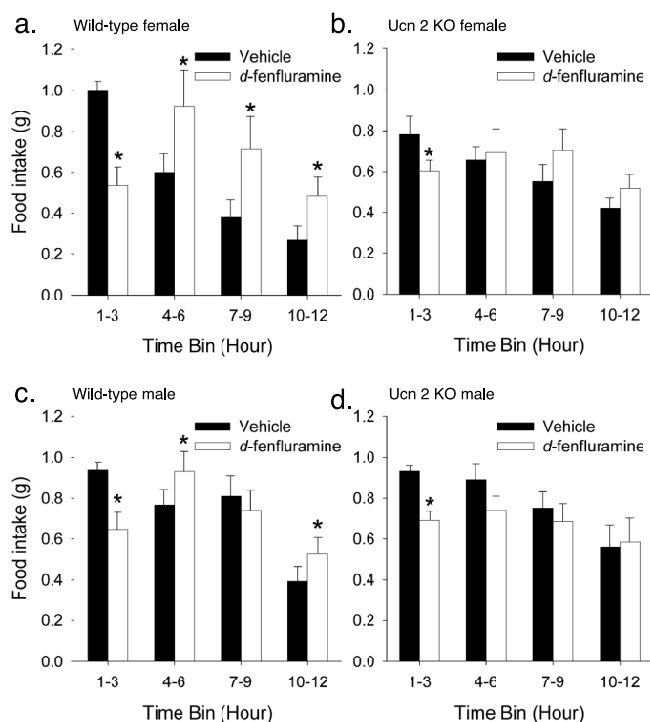 a. Wild-type female
Vehicle
d-fenfluramine
Food intake (g)
1.2
1.0
0.8
0.6
0.4
0.2
0.0
* * * *
1-3 4-6 7-9 10-12
Time Bin (Hour)
b. Ucn 2 KO female
Vehicle
d-fenfluramine
1.2
1.0
0.8
0.6
0.4
0.2
0.0
*
1-3 4-6 7-9 10-12
Time Bin (Hour)
c. Wild-type male
Vehicle
d-fenfluramine
Food intake (g)
1.2
1.0
0.8
0.6
0.4
0.2
0.0
* * *
1-3 4-6 7-9 10-12
Time Bin (Hour)
d. Ucn 2 KO male
Vehicle
d-fenfluramine
1.2
1.0
0.8
0.6
0.4
0.2
0.0
*
1-3 4-6 7-9 10-12
Time Bin (Hour)